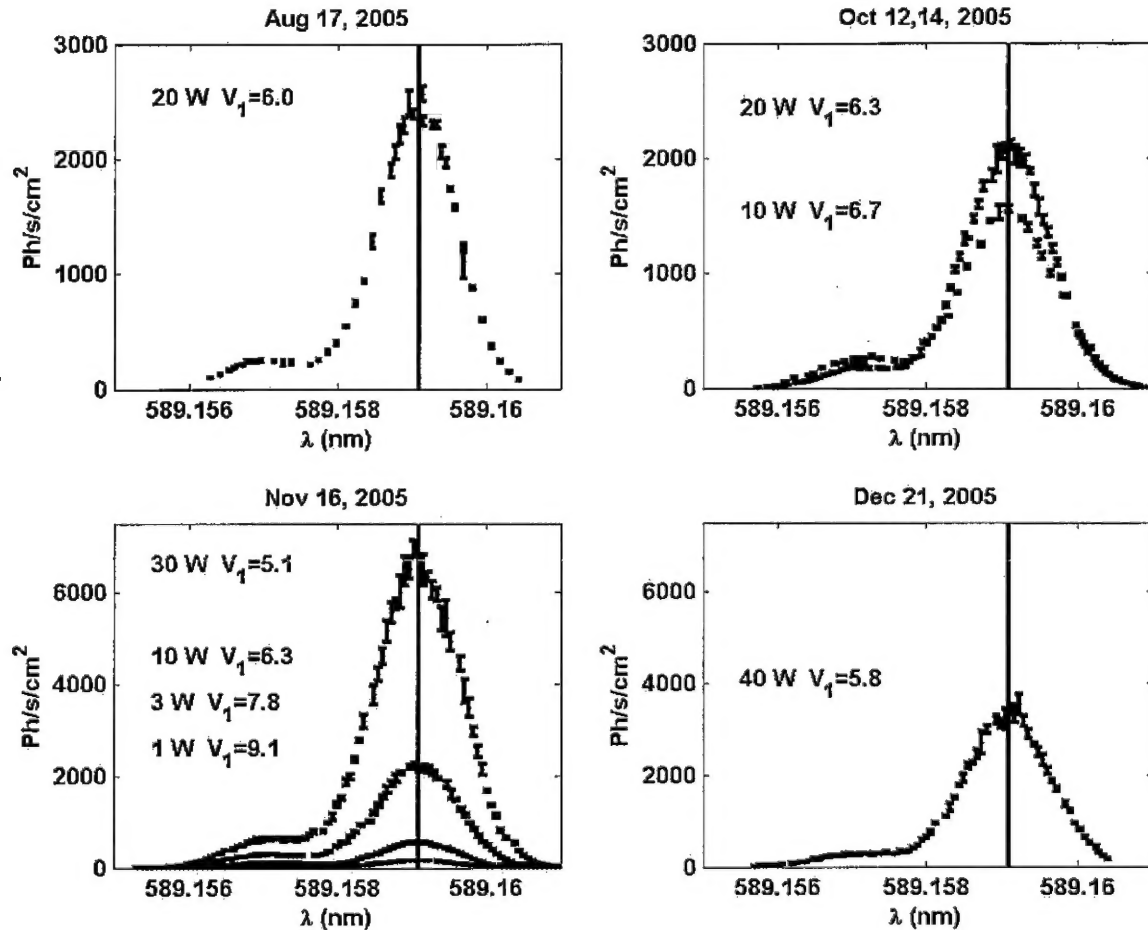 Aug 17, 2005
3000
2000
1000
0
Ph/s/cm²
20 W V₁=6.0
589.156 589.158 589.16
λ (nm)
Oct 12,14, 2005
3000
2000
1000
0
Ph/s/cm²
20 W V₁=6.3
10 W V₁=6.7
589.156 589.158 589.16
λ (nm)
Nov 16, 2005
6000
4000
2000
0
Ph/s/cm²
30 W V₁=5.1
10 W V₁=6.3
3 W V₁=7.8
1 W V₁=9.1
589.156 589.158 589.16
λ (nm)
Dec 21, 2005
6000
4000
2000
0
Ph/s/cm²
40 W V₁=5.8
589.156 589.158 589.16
λ (nm)